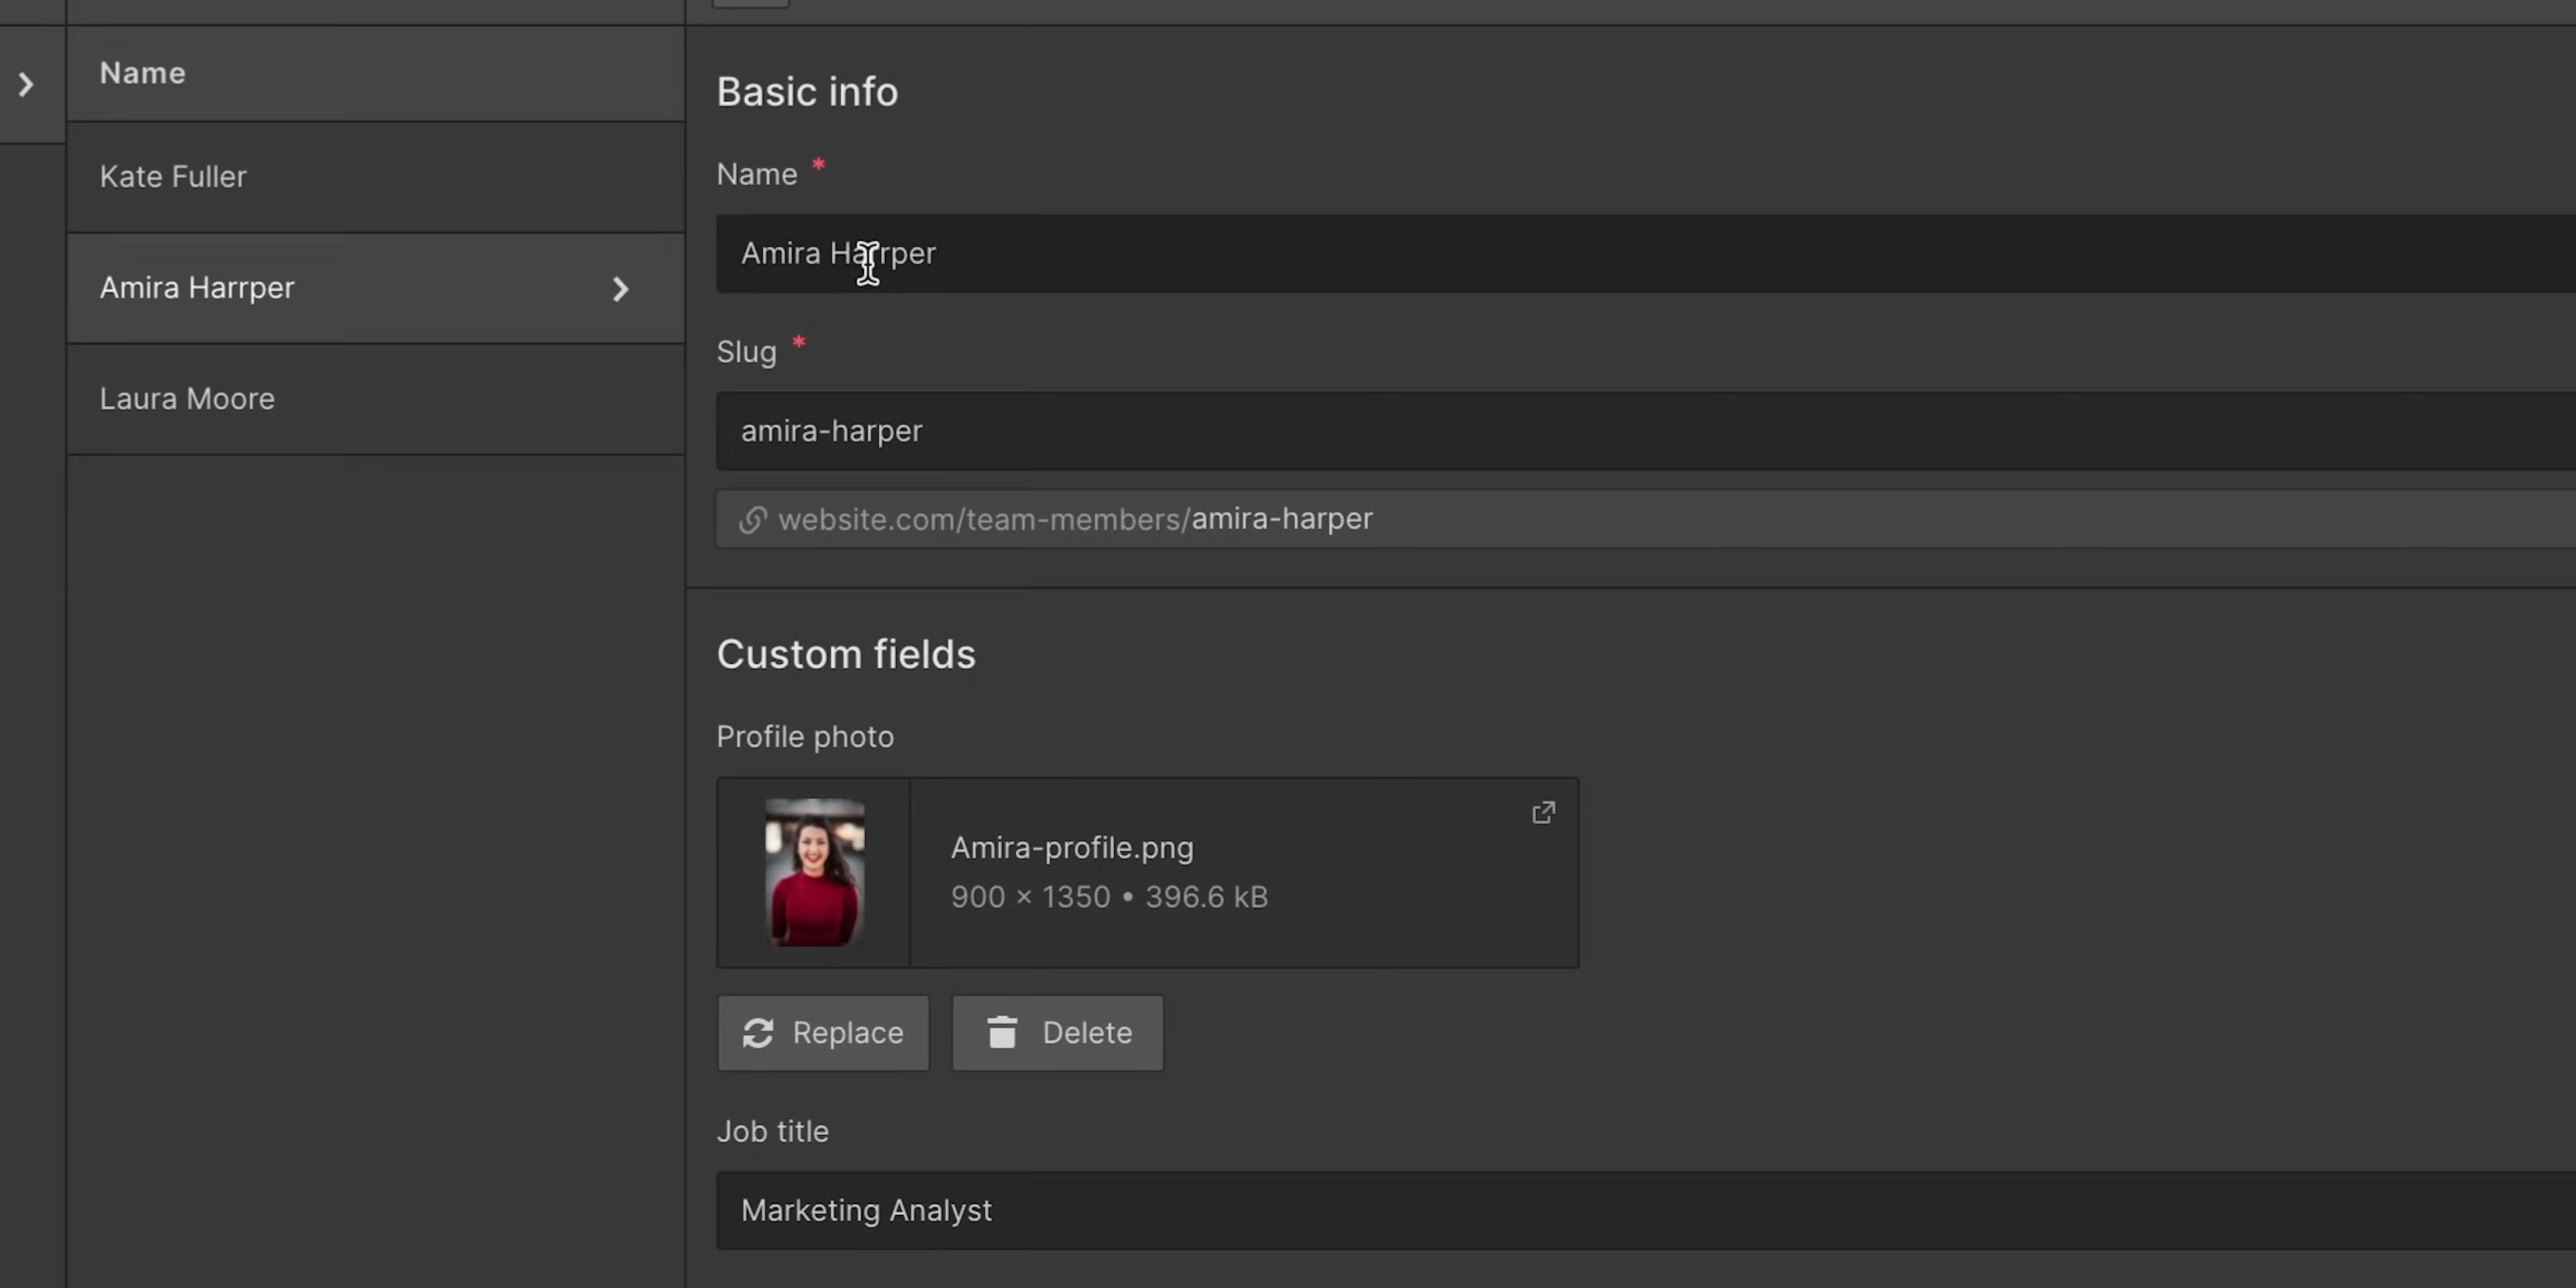 Name
Kate Fuller
Amira Harrper
Laura Moore
Basic info
Name *
Amira Harrper
Slug *
amira-harper
website.com/team-members/amira-harper
Custom fields
Profile photo
Amira-profile.png
900 × 1350 • 396.6 kB
Replace
Delete
Job title
Marketing Analyst